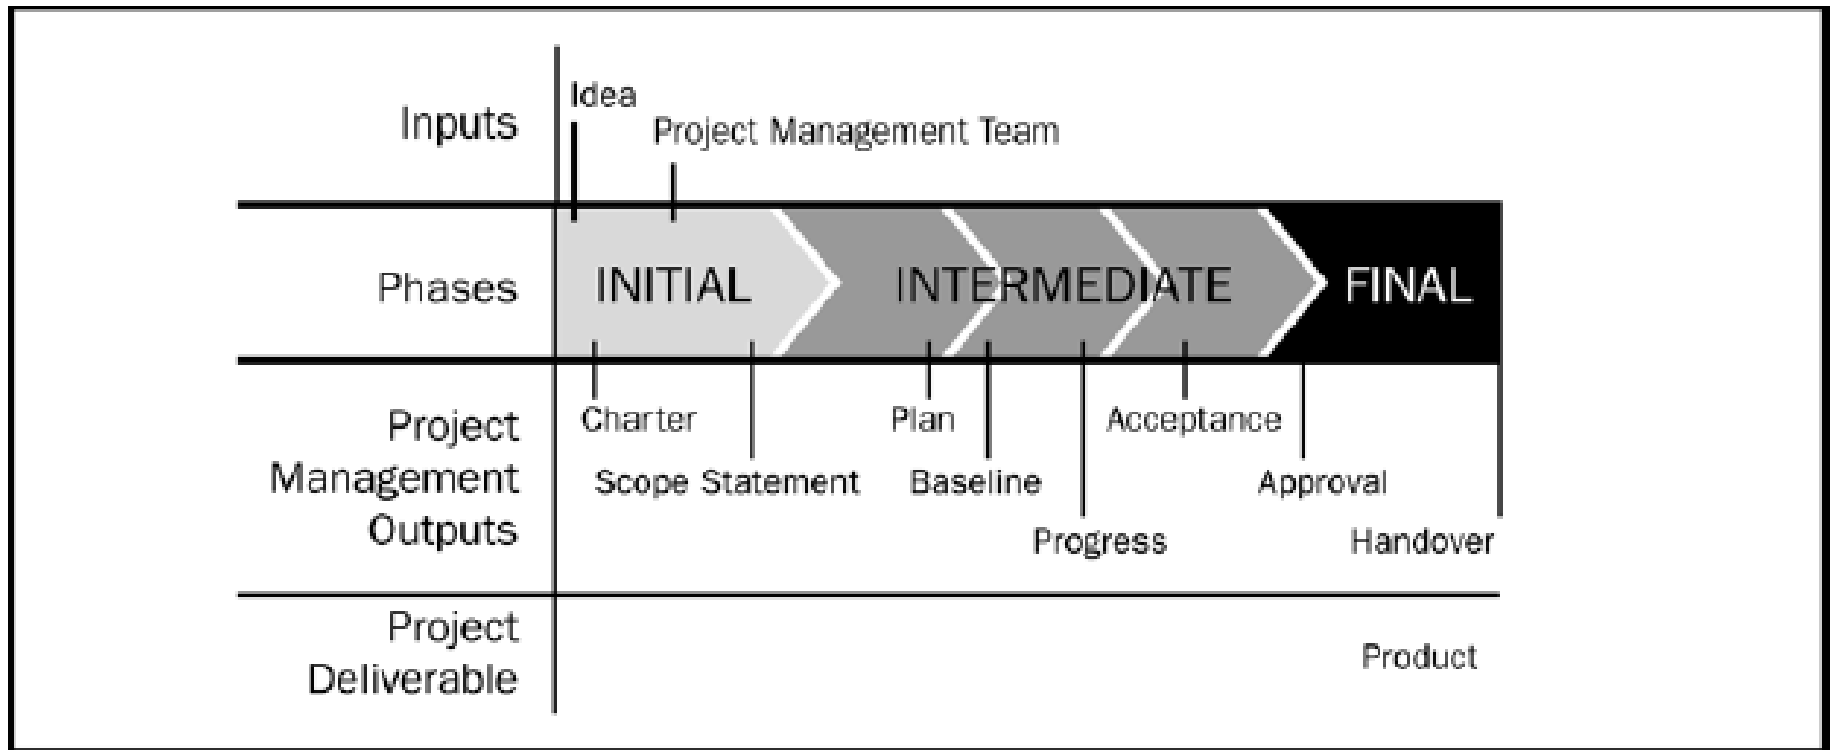 Idea
Inputs
Project Management Team
Phases
INITIAL
INTERMEDIATE
FINAL
Project
Management
Outputs
Charter
Plan
Acceptance
Scope Statement
Baseline
Approval
Progress
Handover
Project
Deliverable
Product